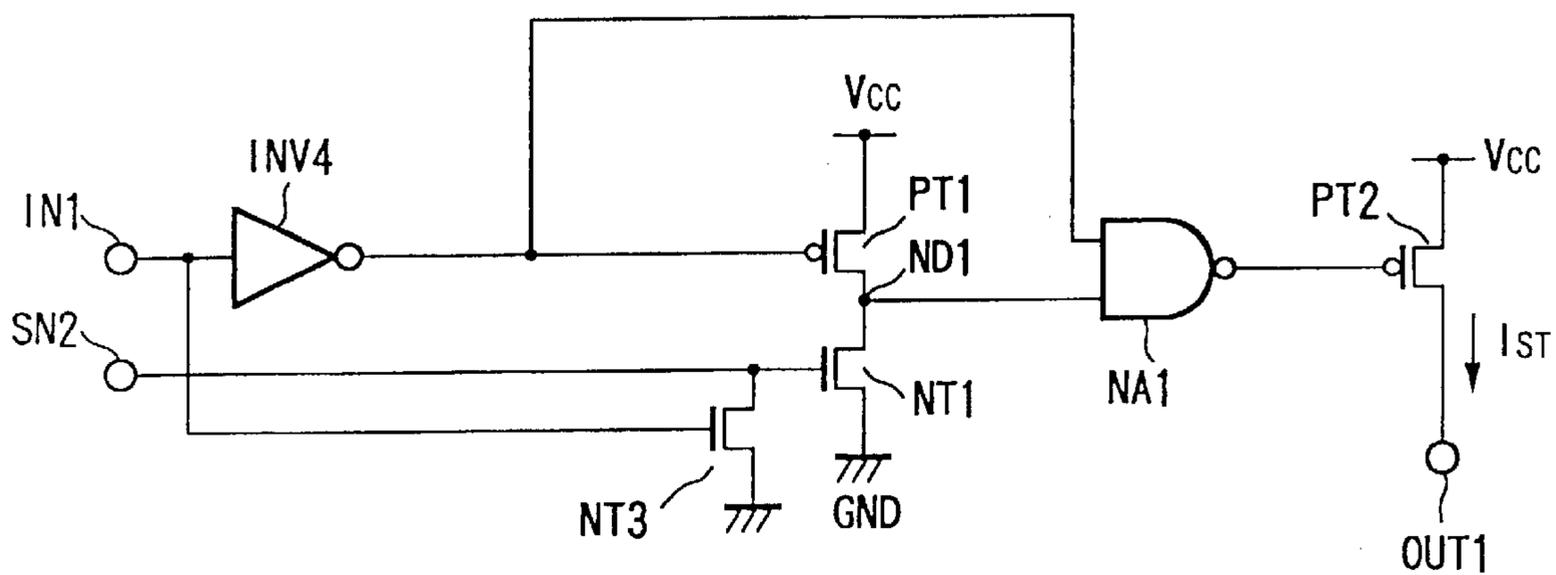 VCC
INV4
VCC
IN1
PT1
PT2
ND1
SN2
IST
NA1
NT1
NT3
GND
OUT1